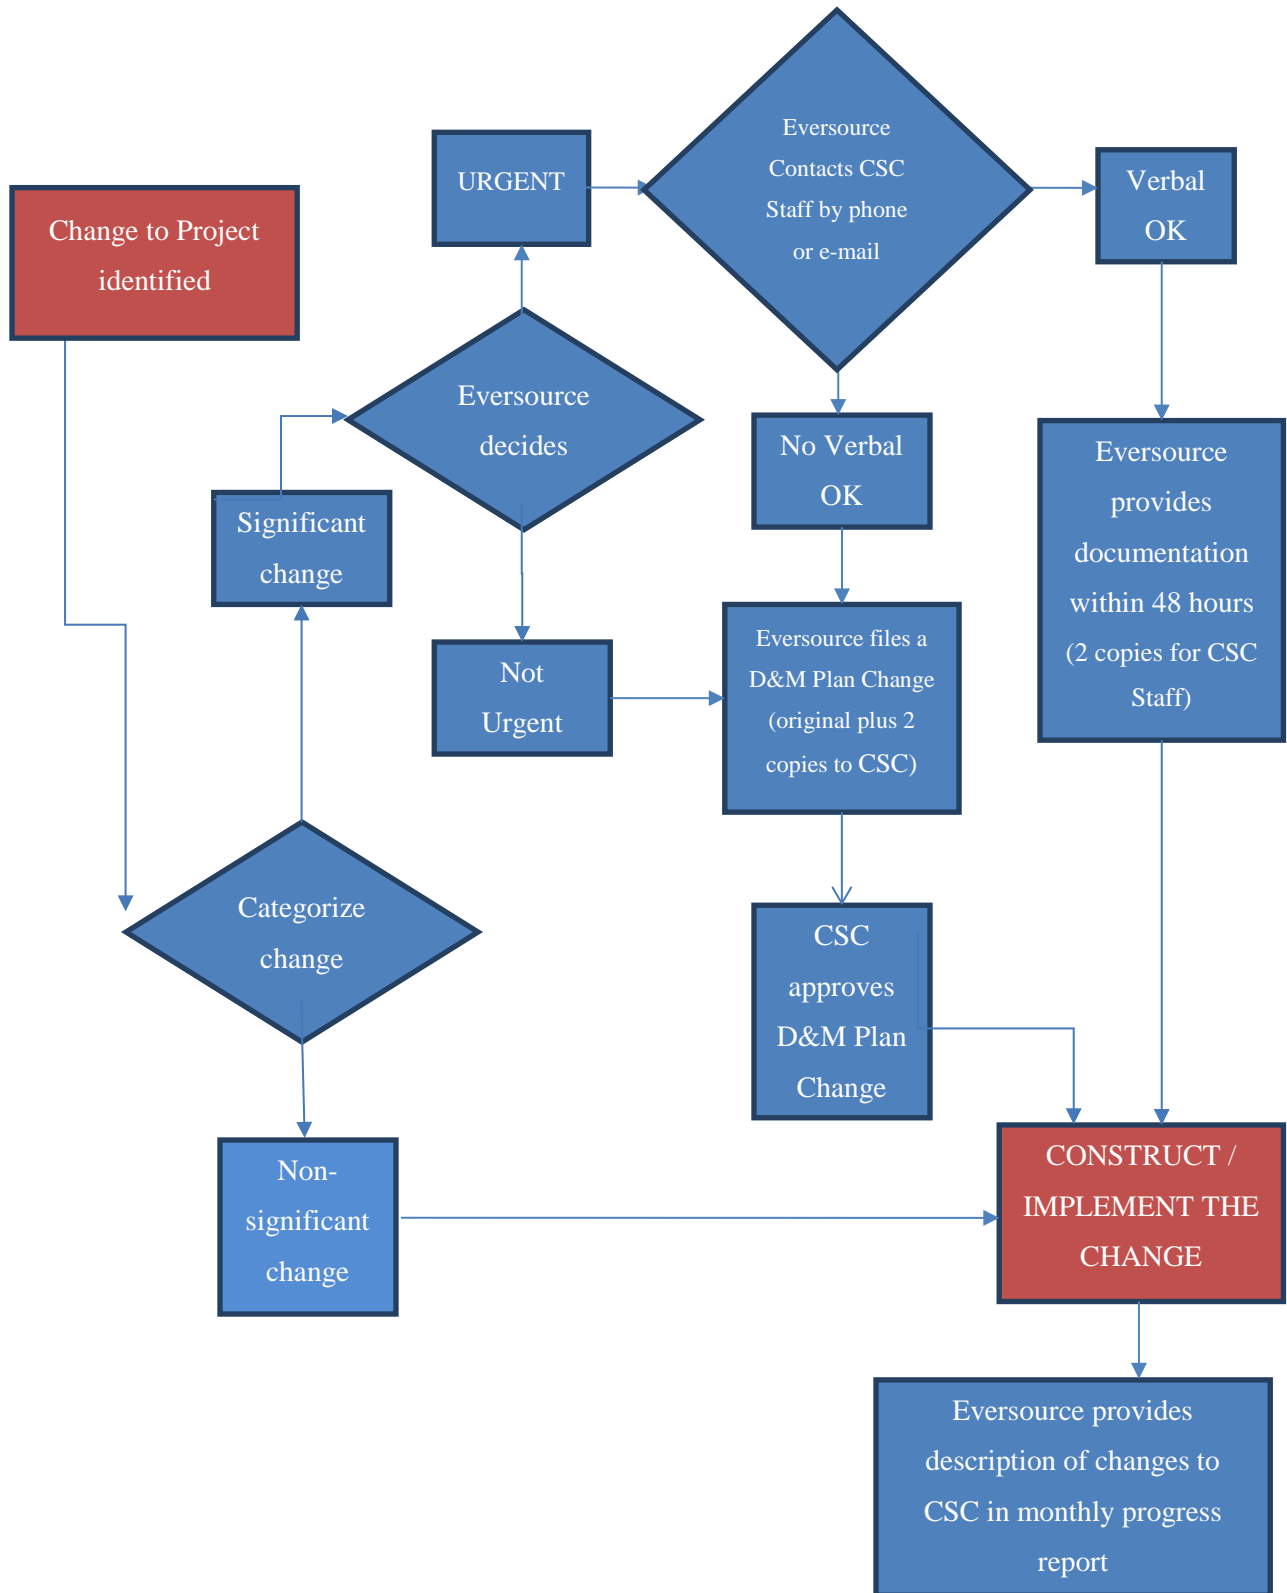 Change to Project
identified
URGENT
Eversource
Contacts CSC
Staff by phone
or e-mail
Verbal
OK
Eversource
decides
Significant
change
No Verbal
OK
Eversource
provides
documentation
within 48 hours
(2 copies for CSC
Staff)
Not
Urgent
Eversource files a
D&M Plan Change
(original plus 2
copies to CSC)
Categorize
change
CSC
approves
D&M Plan
Change
Non-
significant
change
CONSTRUCT /
IMPLEMENT THE
CHANGE
Eversource provides
description of changes to
CSC in monthly progress
report